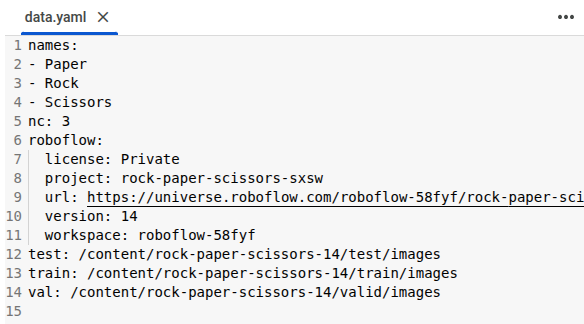 data.yaml
1 names:
2 - Paper
3 - Rock
4 - Scissors
5 nc: 3
6 roboflow:
7   license: Private
8   project: rock-paper-scissors-sxsw
9   url: https://universe.roboflow.com/roboflow-58fyf/rock-paper-sci
10   version: 14
11   workspace: roboflow-58fyf
12 test: /content/rock-paper-scissors-14/test/images
13 train: /content/rock-paper-scissors-14/train/images
14 val: /content/rock-paper-scissors-14/valid/images
15